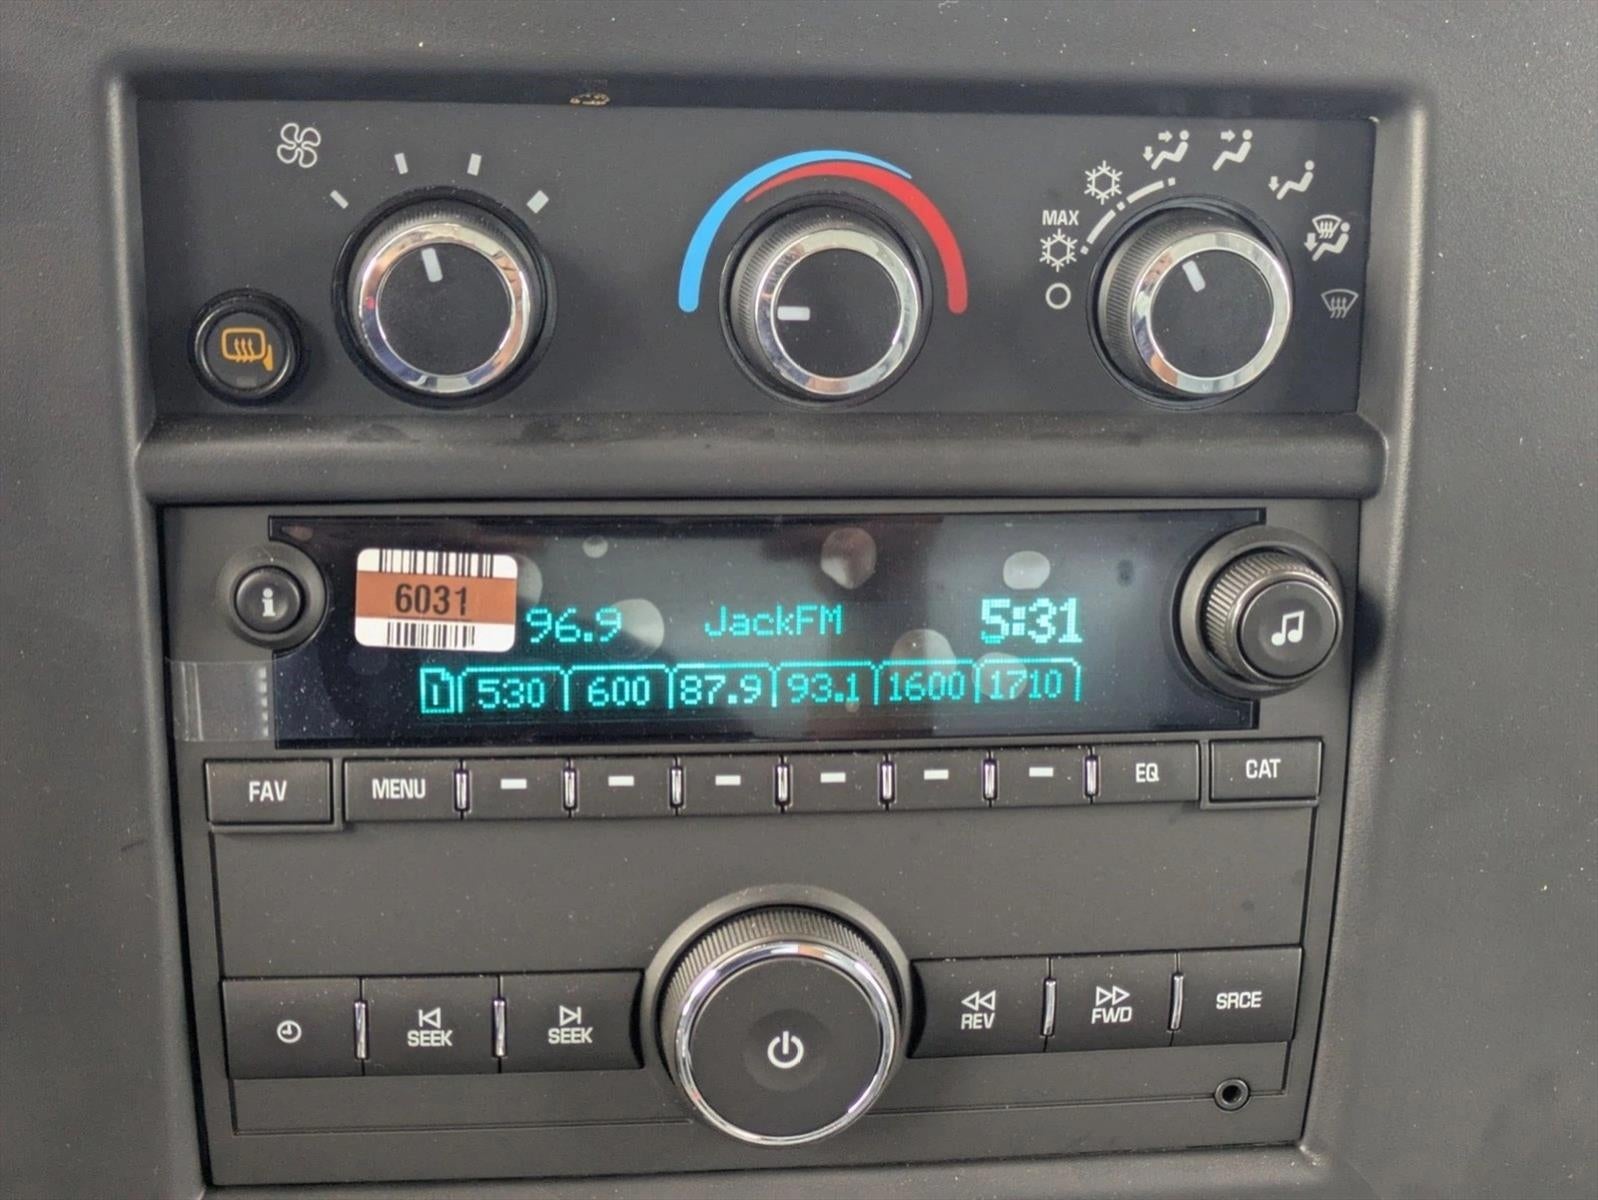 MAX
6031
96.9 JackFM 5:31
1 530 600 87.9 93.1 1600 1710
FAV MENU EQ CAT
SEEK SEEK REV FWD SRCE